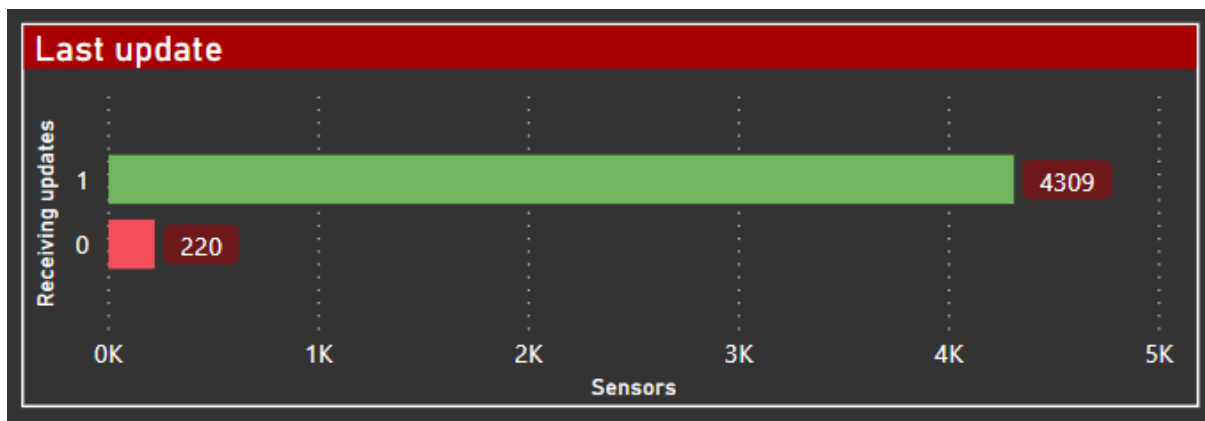 Last update
Receiving updates
1
4309
0
220
0K 1K 2K 3K 4K 5K
Sensors